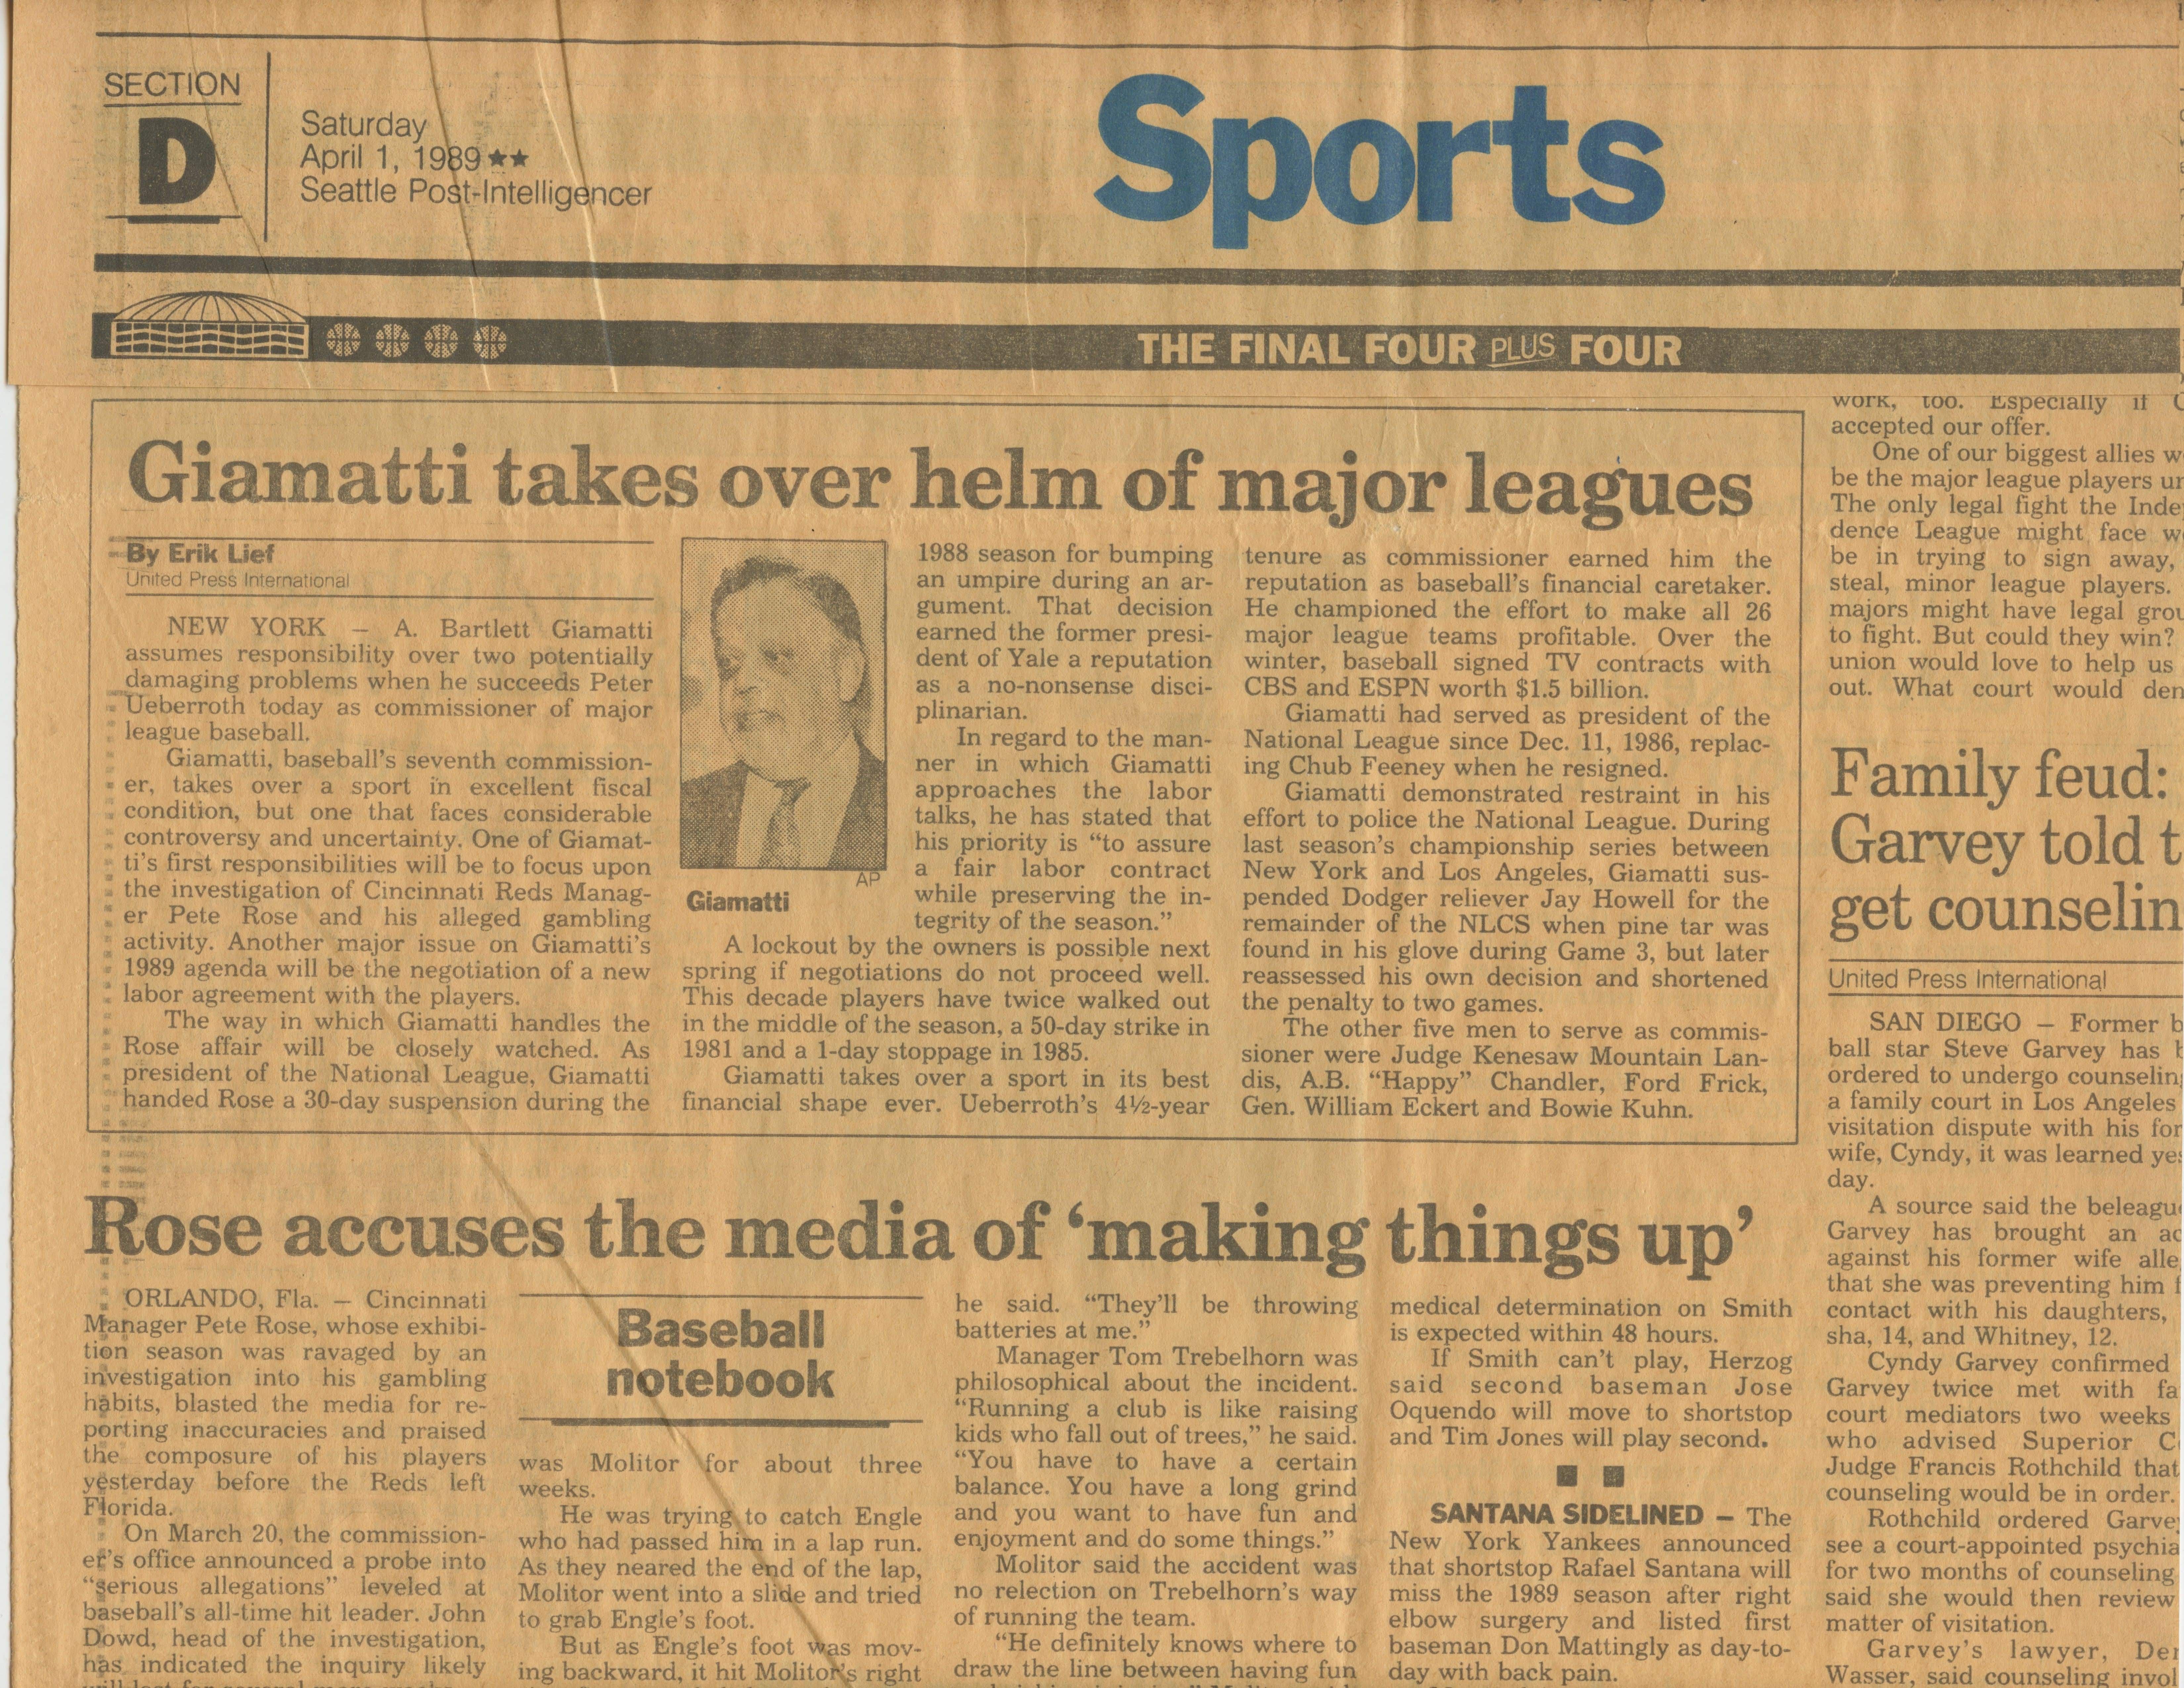 SECTION
D
Saturday
April 1, 1989★★
Seattle Post-Intelligencer
Sports
THE FINAL FOUR PLUS FOUR
Giamatti takes over helm of major leagues
By Erik Lief
United Press International
NEW YORK — A. Bartlett Giamatti
assumes responsibility over two potentially
damaging problems when he succeeds Peter
Ueberroth today as commissioner of major
league baseball.
Giamatti, baseball's seventh commission-
er, takes over a sport in excellent fiscal
condition, but one that faces considerable
controversy and uncertainty. One of Giamat-
ti's first responsibilities will be to focus upon
the investigation of Cincinnati Reds Manag-
er Pete Rose and his alleged gambling
activity. Another major issue on Giamatti's
1989 agenda will be the negotiation of a new
labor agreement with the players.
The way in which Giamatti handles the
Rose affair will be closely watched. As
president of the National League, Giamatti
handed Rose a 30-day suspension during the
AP
Giamatti
1988 season for bumping
an umpire during an ar-
gument. That decision
earned the former presi-
dent of Yale a reputation
as a no-nonsense disci-
plinarian.
In regard to the man-
ner in which Giamatti
approaches the labor
talks, he has stated that
his priority is “to assure
a fair labor contract
while preserving the in-
tegrity of the season.”
A lockout by the owners is possible next
spring if negotiations do not proceed well.
This decade players have twice walked out
in the middle of the season, a 50-day strike in
1981 and a 1-day stoppage in 1985.
Giamatti takes over a sport in its best
financial shape ever. Ueberroth's 4½-year
tenure as commissioner earned him the
reputation as baseball's financial caretaker.
He championed the effort to make all 26
major league teams profitable. Over the
winter, baseball signed TV contracts with
CBS and ESPN worth $1.5 billion.
Giamatti had served as president of the
National League since Dec. 11, 1986, replac-
ing Chub Feeney when he resigned.
Giamatti demonstrated restraint in his
effort to police the National League. During
last season's championship series between
New York and Los Angeles, Giamatti sus-
pended Dodger reliever Jay Howell for the
remainder of the NLCS when pine tar was
found in his glove during Game 3, but later
reassessed his own decision and shortened
the penalty to two games.
The other five men to serve as commis-
sioner were Judge Kenesaw Mountain Lan-
dis, A.B. “Happy” Chandler, Ford Frick,
Gen. William Eckert and Bowie Kuhn.
Rose accuses the media of ‘making things up’
ORLANDO, Fla. — Cincinnati
Manager Pete Rose, whose exhibi-
tion season was ravaged by an
investigation into his gambling
habits, blasted the media for re-
porting inaccuracies and praised
the composure of his players
yesterday before the Reds left
Florida.
On March 20, the commission-
er's office announced a probe into
“serious allegations” leveled at
baseball's all-time hit leader. John
Dowd, head of the investigation,
has indicated the inquiry likely
Baseball
notebook
was Molitor for about three
weeks.
He was trying to catch Engle
who had passed him in a lap run.
As they neared the end of the lap,
Molitor went into a slide and tried
to grab Engle's foot.
But as Engle's foot was mov-
ing backward, it hit Molitor's right
he said. “They'll be throwing
batteries at me.”
Manager Tom Trebelhorn was
philosophical about the incident.
“Running a club is like raising
kids who fall out of trees,” he said.
“You have to have a certain
balance. You have a long grind
and you want to have fun and
enjoyment and do some things.”
Molitor said the accident was
no relection on Trebelhorn's way
of running the team.
“He definitely knows where to
draw the line between having fun
medical determination on Smith
is expected within 48 hours.
If Smith can't play, Herzog
said second baseman Jose
Oquendo will move to shortstop
and Tim Jones will play second.
SANTANA SIDELINED — The
New York Yankees announced
that shortstop Rafael Santana will
miss the 1989 season after right
elbow surgery and listed first
baseman Don Mattingly as day-to-
day with back pain.
work, too. Especially if
accepted our offer.
One of our biggest allies
be the major league players
The only legal fight the
dence League might face
be in trying to sign away,
steal, minor league players.
majors might have legal
to fight. But could they win?
union would love to help us
out. What court would
Family feud:
Garvey told
get
United Press International
SAN DIEGO — Former
ball star Steve Garvey has
ordered to undergo
a family court in Los Angeles
visitation dispute with his
wife, Cyndy, it was learned
day.
A source said the
Garvey has brought an
against his former wife
that she was preventing him
contact with his daughters,
sha, 14, and Whitney, 12.
Cyndy Garvey confirmed
Garvey twice met with
court mediators two weeks
who advised Superior
Judge Francis Rothchild that
counseling would be in order.
Rothchild ordered
see a court-appointed
for two months of counseling
said she would then review
matter of visitation.
Garvey's lawyer,
Wasser, said counseling